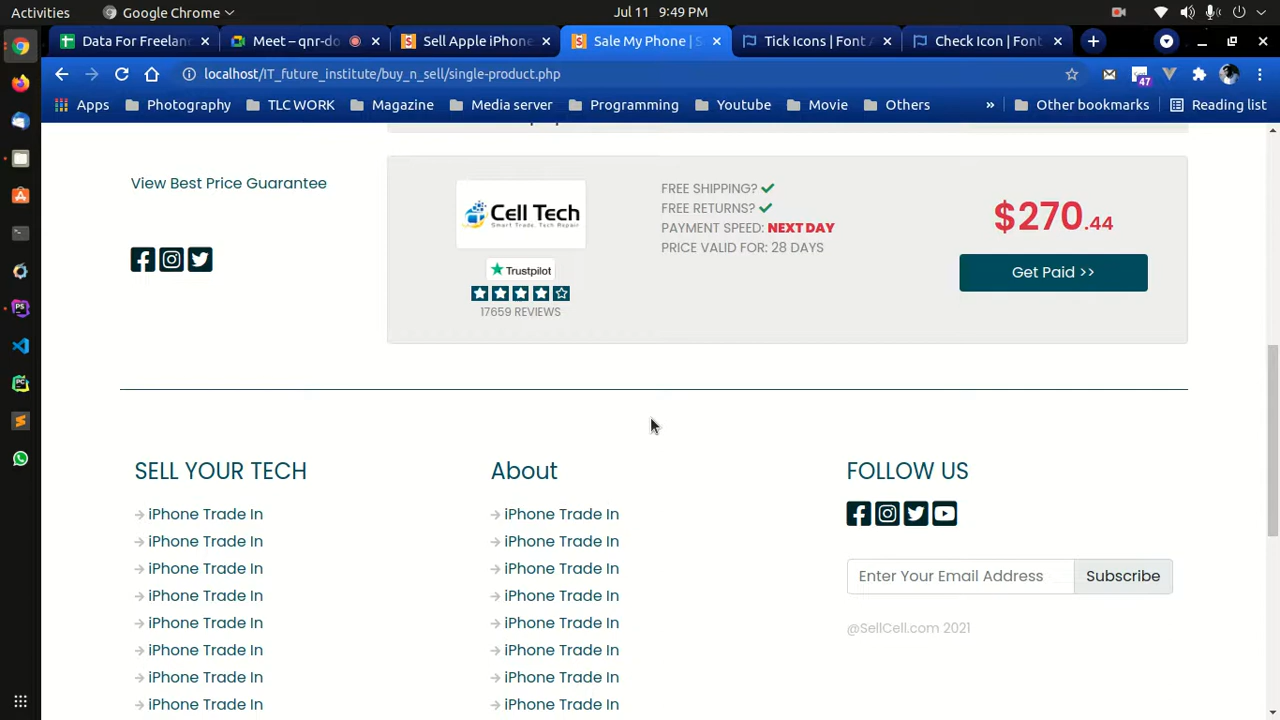 Activities
Google Chrome
Jul 11 9:49 PM
Data For Freelanc
Meet – qnr-do
Sell Apple iPhone
Sale My Phone | S
Tick Icons | Font A
Check Icon | Font
localhost/IT_future_institute/buy_n_sell/single-product.php
47
Apps
Photography
TLC WORK
Magazine
Media server
Programming
Youtube
Movie
Others
»
Other bookmarks
Reading list
View Best Price Guarantee
Cell Tech
Smart Trade. Tech Repair
Trustpilot
17659 REVIEWS
FREE SHIPPING?
FREE RETURNS?
PAYMENT SPEED: NEXT DAY
PRICE VALID FOR: 28 DAYS
$270.44
Get Paid >>
SELL YOUR TECH
iPhone Trade In
iPhone Trade In
iPhone Trade In
iPhone Trade In
iPhone Trade In
iPhone Trade In
iPhone Trade In
iPhone Trade In
About
iPhone Trade In
iPhone Trade In
iPhone Trade In
iPhone Trade In
iPhone Trade In
iPhone Trade In
iPhone Trade In
iPhone Trade In
FOLLOW US
Enter Your Email Address
Subscribe
@SellCell.com 2021